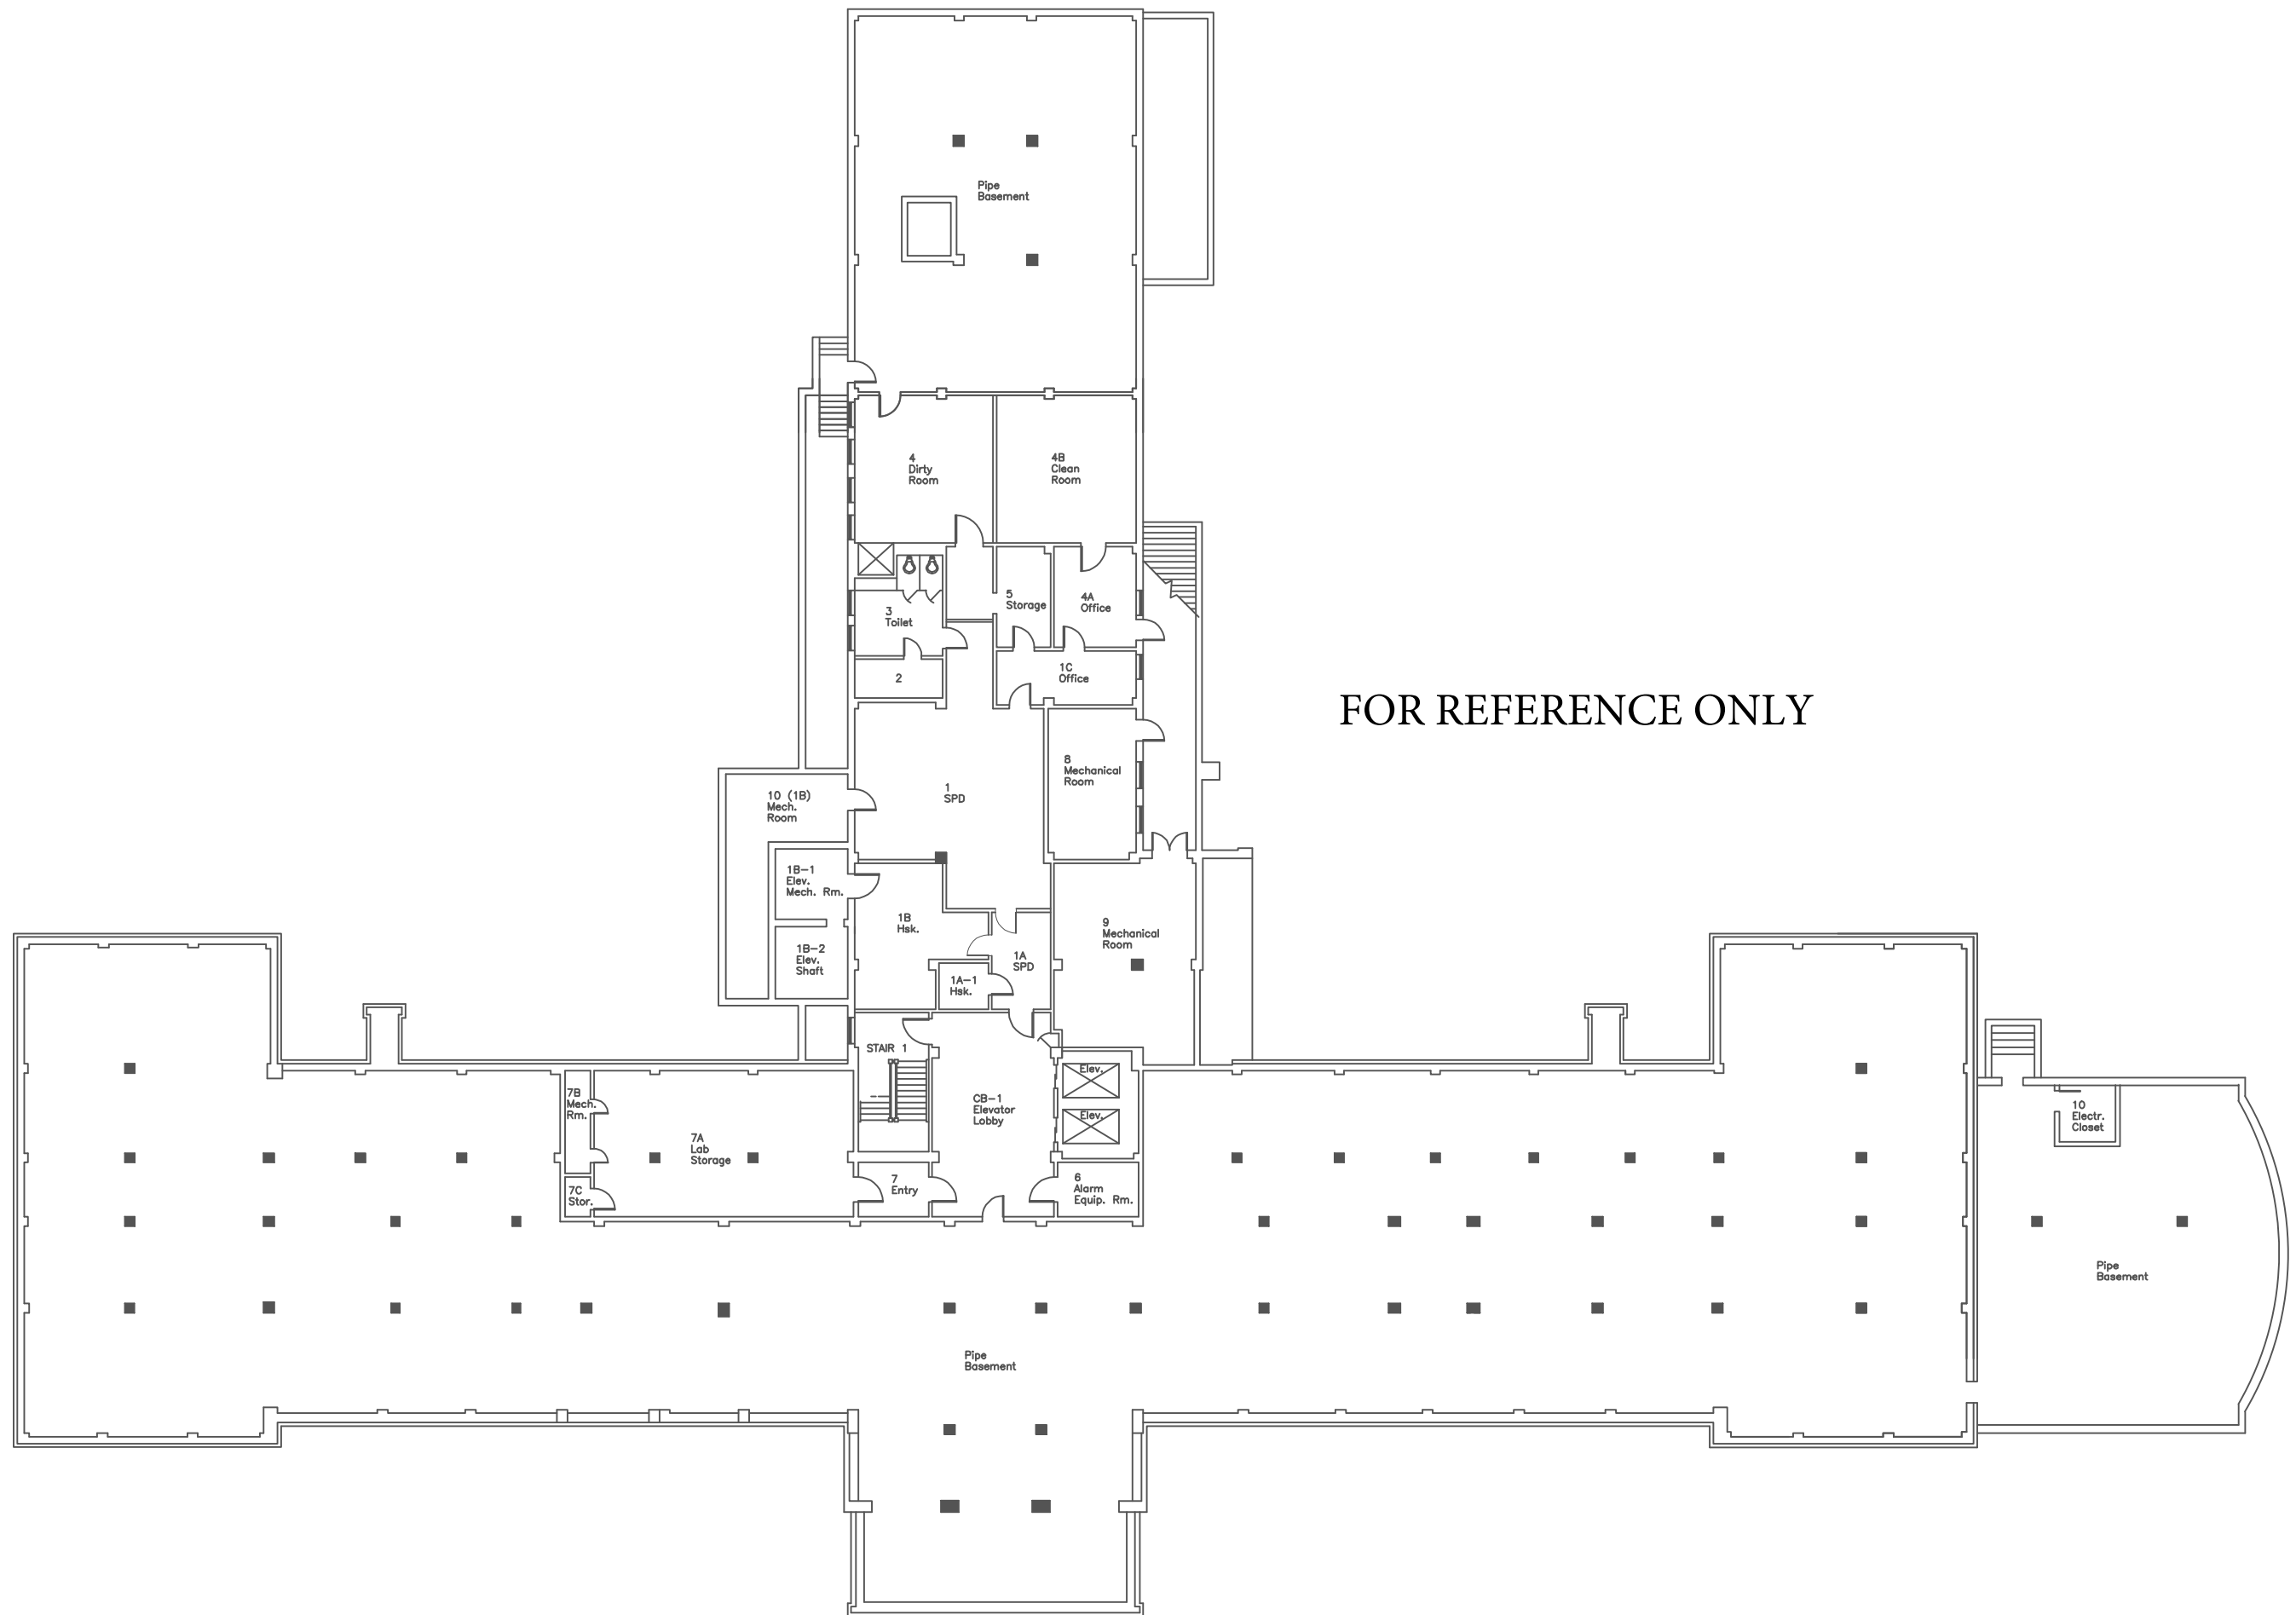 Pipe
Basement
4
Dirty
Room
4B
Clean
Room
5
Storage
4A
Office
3
Toilet
1C
Office
2
FOR REFERENCE ONLY
8
Mechanical
Room
1
SPD
10 (1B)
Mech.
Room
1B-1
Elev.
Mech. Rm.
1B
Hsk.
9
Mechanical
Room
1B-2
Elev.
Shaft
1A
SPD
1A-1
Hsk.
STAIR 1
Elev.
7B
Mech.
Rm.
CB-1
Elevator
Lobby
Elev.
10
Electr.
Closet
7A
Lab
Storage
7
Entry
6
Alarm
Equip. Rm.
7C
Stor.
Pipe
Basement
Pipe
Basement